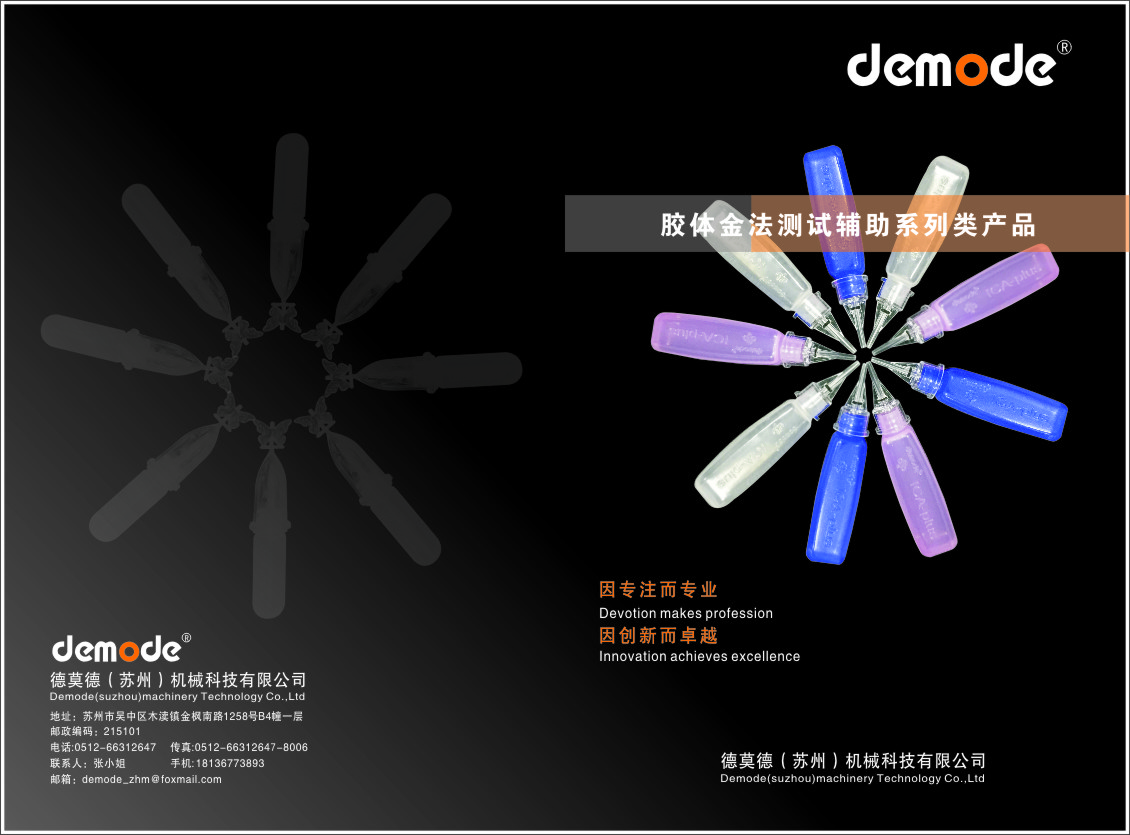 demode®
胶体金法测试辅助系列类产品
因专注而专业
Devotion makes profession
因创新而卓越
Innovation achieves excellence
德莫德（苏州）机械科技有限公司
Demode(suzhou)machinery Technology Co.,Ltd
demode®
德莫德（苏州）机械科技有限公司
Demode(suzhou)machinery Technology Co.,Ltd
地址：苏州市吴中区木渎镇金枫南路1258号B4幢一层
邮政编码：215101
电话:0512-66312647 传真:0512-66312647-8006
联系人：张小姐 手机:18136773893
邮箱：demode_zhm@foxmail.com